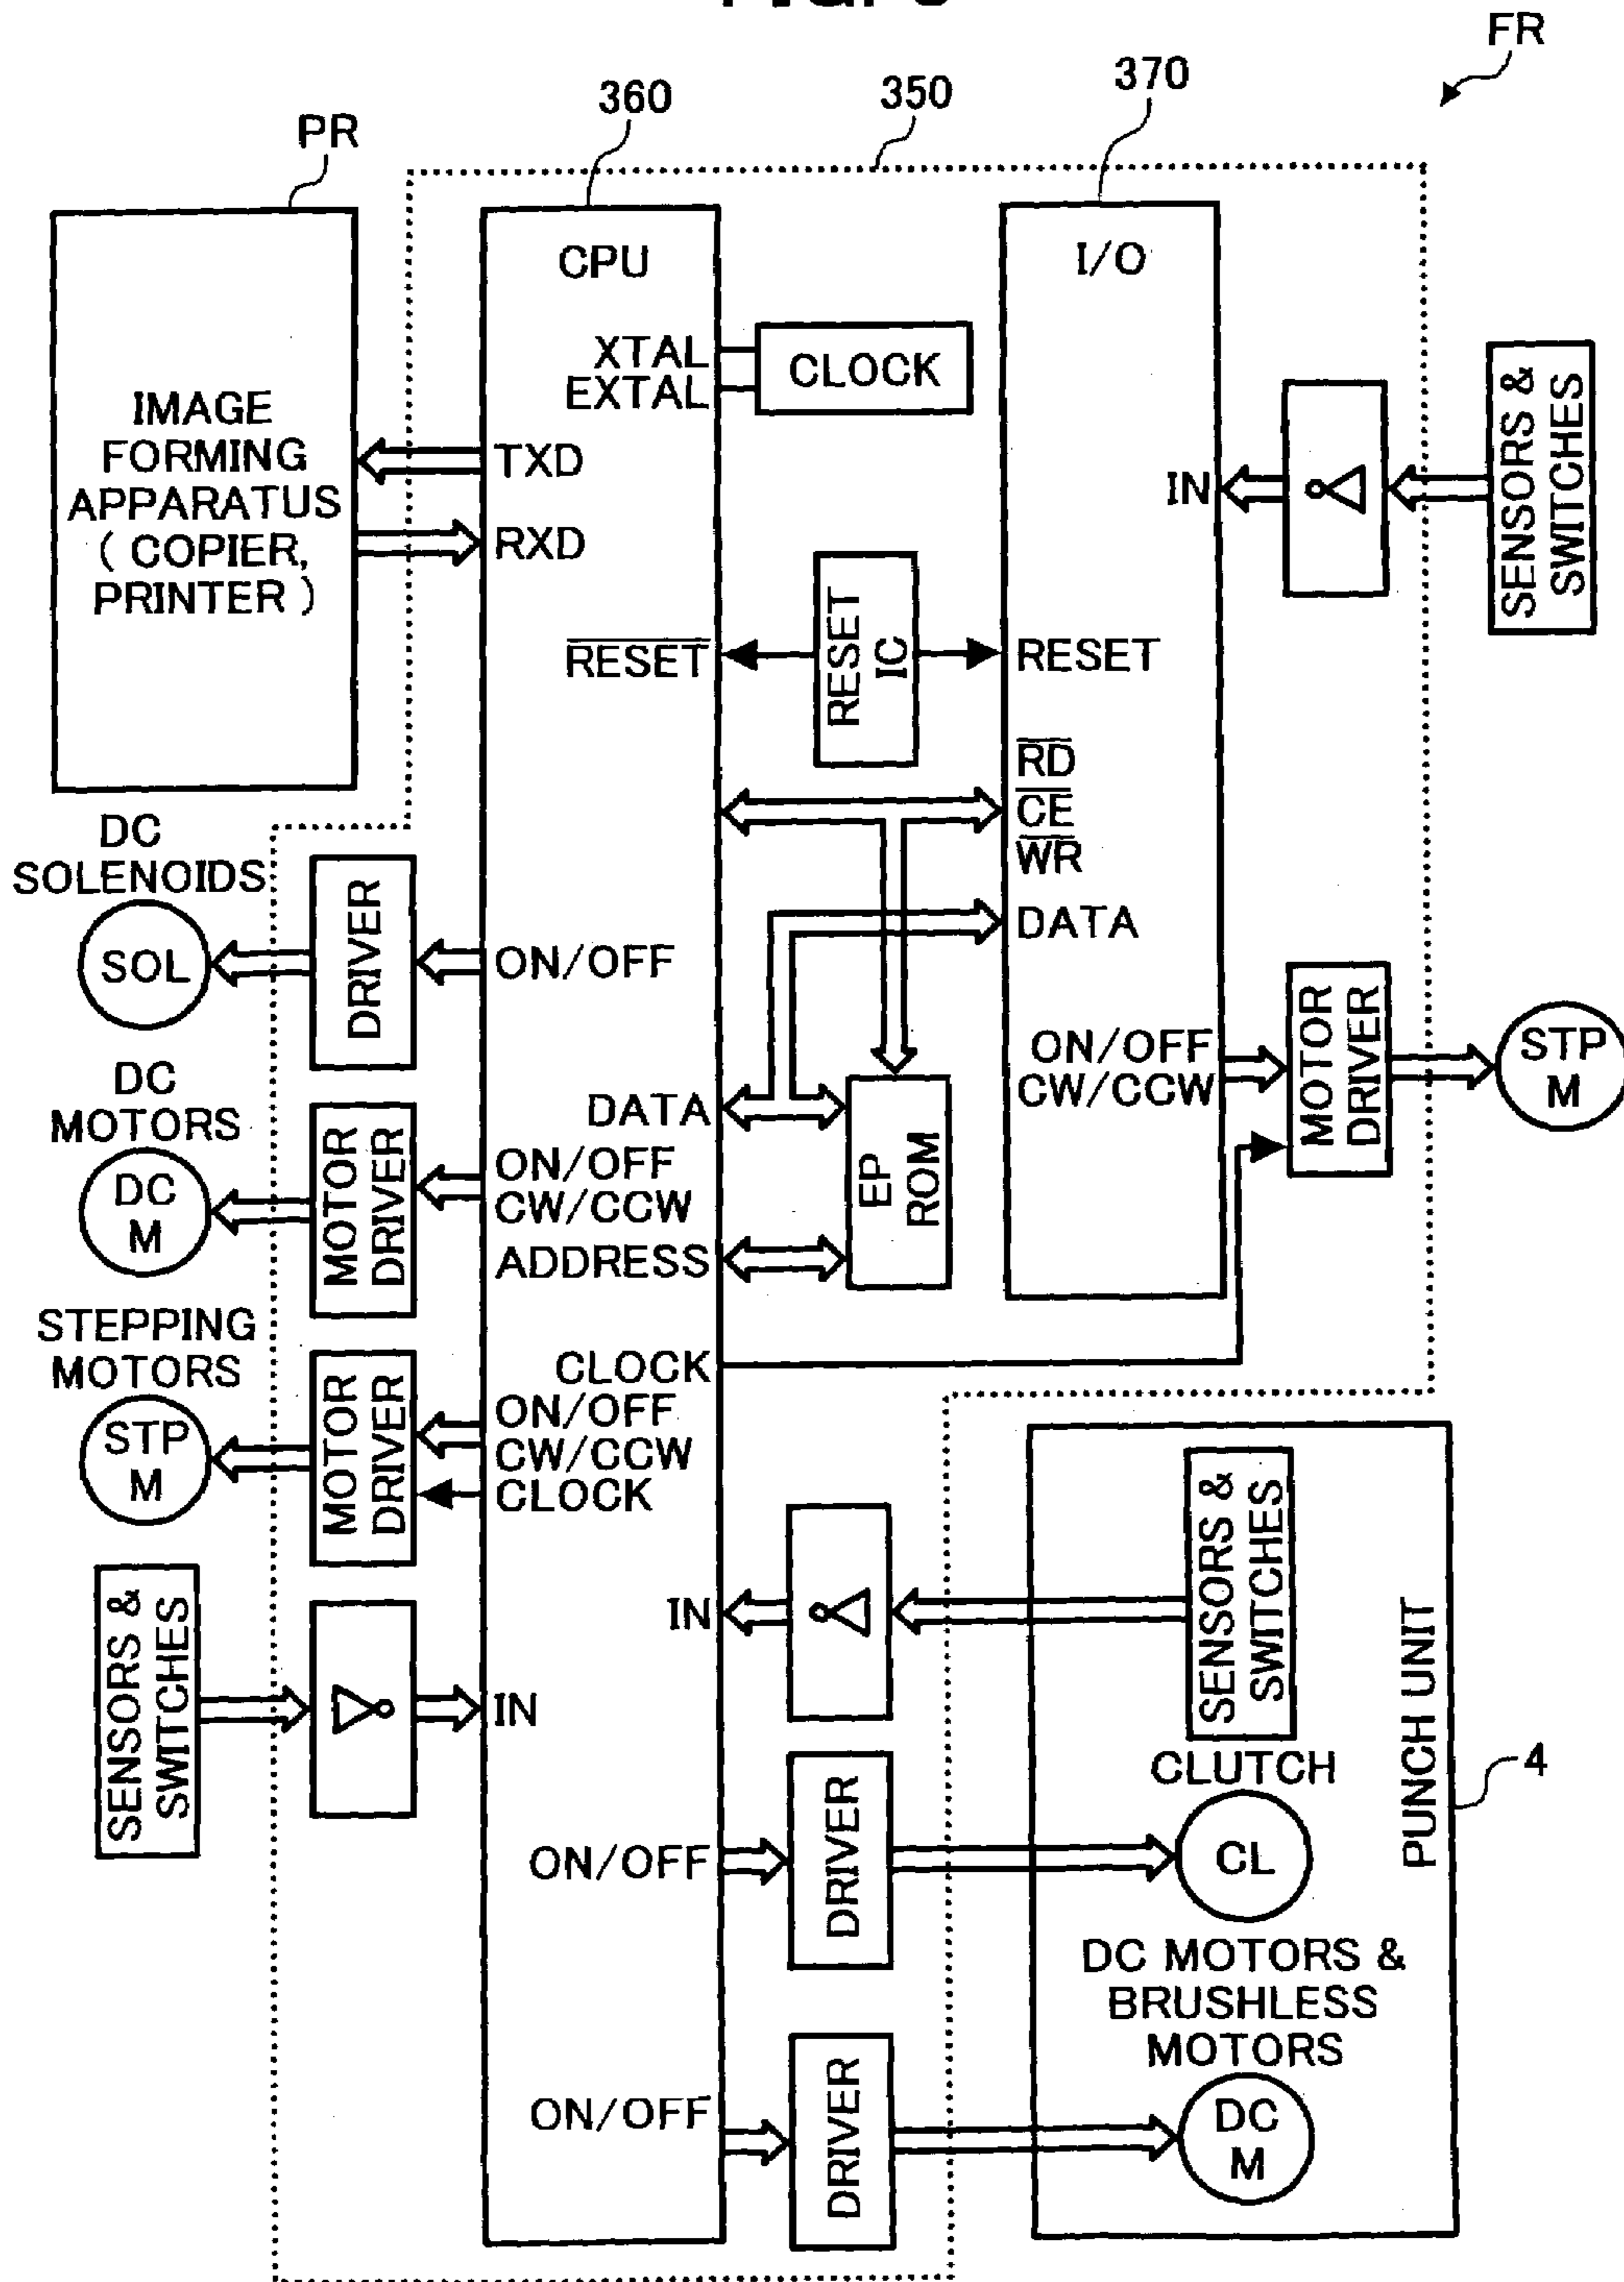 FR
370
350
360
PR
CPU
I/O
XTAL
EXTAL
CLOCK
IMAGE
FORMING
APPARATUS
( COPIER,
PRINTER )
TXD
RXD
IN
SENSORS &
SWITCHES
RESET
RESET
IC
RESET
RD
CE
WR
DATA
DC
SOLENOIDS
SOL
DRIVER
ON/OFF
ON/OFF
CW/CCW
MOTOR
DRIVER
STP
M
DC
MOTORS
DC
M
MOTOR
DRIVER
DATA
ON/OFF
CW/CCW
ADDRESS
EP
ROM
STEPPING
MOTORS
STP
M
MOTOR
DRIVER
CLOCK
ON/OFF
CW/CCW
CLOCK
SENSORS &
SWITCHES
IN
IN
SENSORS &
SWITCHES
PUNCH UNIT
4
CLUTCH
CL
ON/OFF
DRIVER
DC MOTORS &
BRUSHLESS
MOTORS
DC
M
ON/OFF
DRIVER